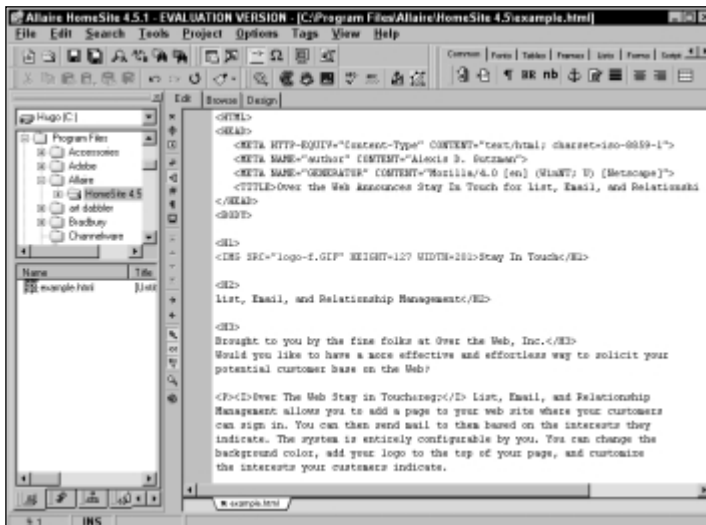 Allaire HomeSite 4.5.1 - EVALUATION VERSION - [C:\Program Files\Allaire\HomeSite 4.5\example.html]
File Edit Search Tools Project Options Tags View Help
Common Fonts Tables Frames Lists Forms Script
BR nb
Edit Browse Design
Hugo (C:)
Program Files
Accessories
Adobe
Allaire
HomeSite 4.5
art dabbler
Bradbury
Channelware
Name Title
example.html [Untit
<HTML>
<HEAD>
<META HTTP-EQUIV="Content-Type" CONTENT="text/html; charset=iso-8859-1">
<META NAME="author" CONTENT="Alexis D. Gutzman">
<META NAME="GENERATOR" CONTENT="Mozilla/4.0 [en] (WinNT; U) [Netscape]">
<TITLE>Over the Web Announces Stay In Touch for list, Email, and Relationshi
</HEAD>
<BODY>
<H1>
<IMG SRC="logo-f.GIF" HEIGHT=127 WIDTH=281>Stay In Touch</H1>
<H2>
List, Email, and Relationship Management</H2>
<H3>
Brought to you by the fine folks at Over the Web, Inc.</H3>
Would you like to have a more effective and effortless way to solicit your
potential customer base on the Web?
<P><I>Over The Web Stay in Touch&reg;</I> List, Email, and Relationship
Management allows you to add a page to your web site where your customers
can sign in. You can then send mail to them based on the interests they
indicate. The system is entirely configurable by you. You can change the
background color, add your logo to the top of your page, and customize
the interests your customers indicate.
example.html
9:1 INS